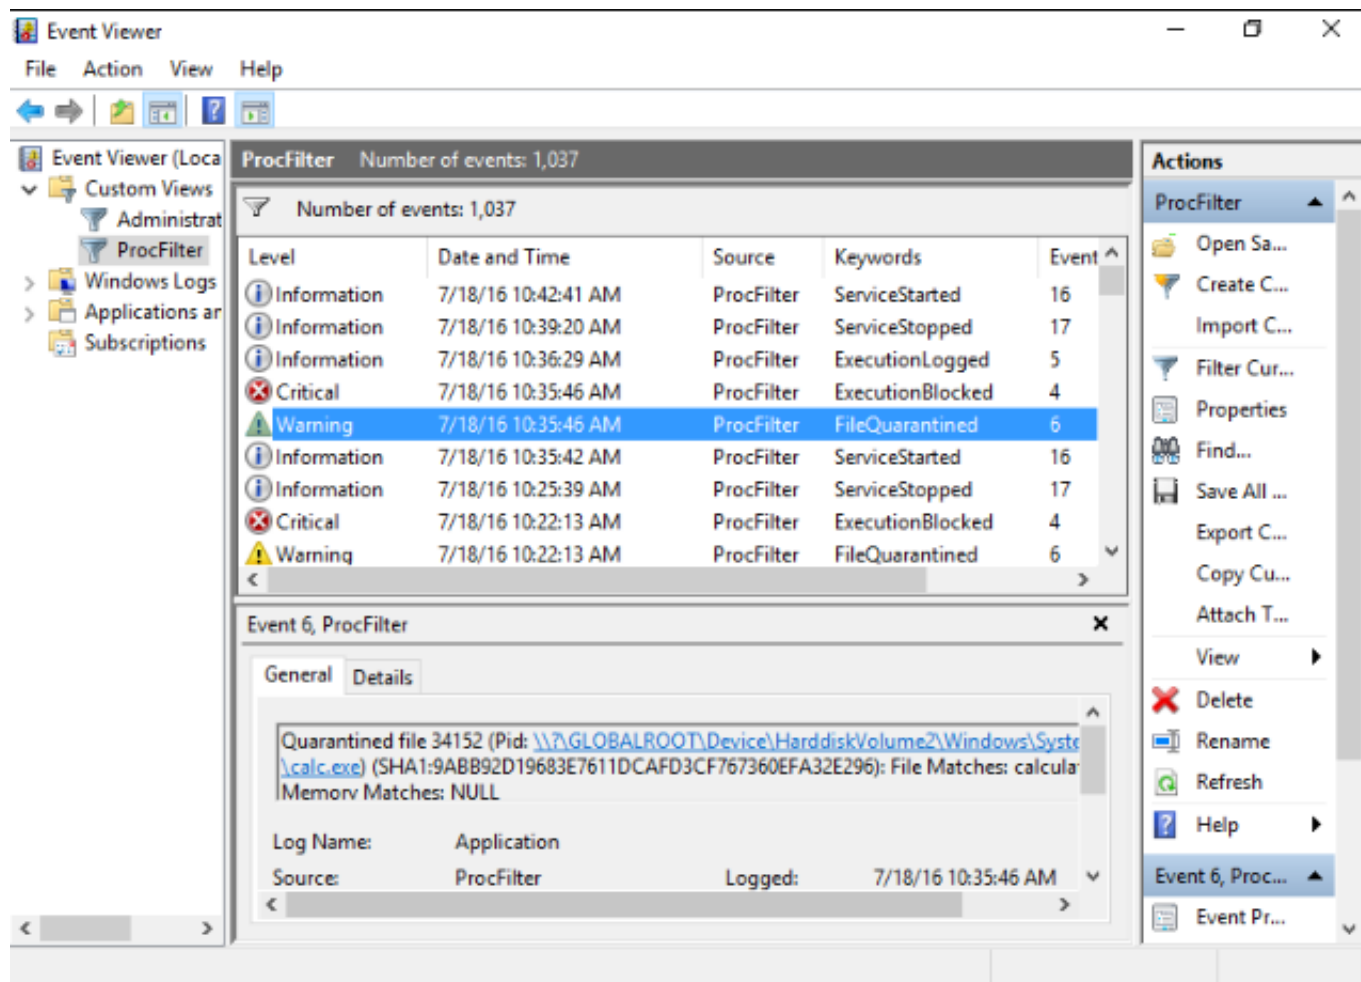 Event Viewer
File Action View Help
Event Viewer (Loca
Custom Views
Administrat
ProcFilter
Windows Logs
Applications ar
Subscriptions
ProcFilter Number of events: 1,037
Number of events: 1,037
Level Date and Time Source Keywords Event
Information 7/18/16 10:42:41 AM ProcFilter ServiceStarted 16
Information 7/18/16 10:39:20 AM ProcFilter ServiceStopped 17
Information 7/18/16 10:36:29 AM ProcFilter ExecutionLogged 5
Critical 7/18/16 10:35:46 AM ProcFilter ExecutionBlocked 4
Warning 7/18/16 10:35:46 AM ProcFilter FileQuarantined 6
Information 7/18/16 10:35:42 AM ProcFilter ServiceStarted 16
Information 7/18/16 10:25:39 AM ProcFilter ServiceStopped 17
Critical 7/18/16 10:22:13 AM ProcFilter ExecutionBlocked 4
Warning 7/18/16 10:22:13 AM ProcFilter FileQuarantined 6
Event 6, ProcFilter
General Details
Quarantined file 34152 (Pid: \\?\GLOBALROOT\Device\HarddiskVolume2\Windows\Syste
\calc.exe) (SHA1:9ABB92D19683E7611DCAFD3CF767360EFA32E296): File Matches: calcula
Memory Matches: NULL
Log Name: Application
Source: ProcFilter Logged: 7/18/16 10:35:46 AM
Actions
ProcFilter
Open Sa...
Create C...
Import C...
Filter Cur...
Properties
Find...
Save All ...
Export C...
Copy Cu...
Attach T...
View
Delete
Rename
Refresh
Help
Event 6, Proc...
Event Pr...